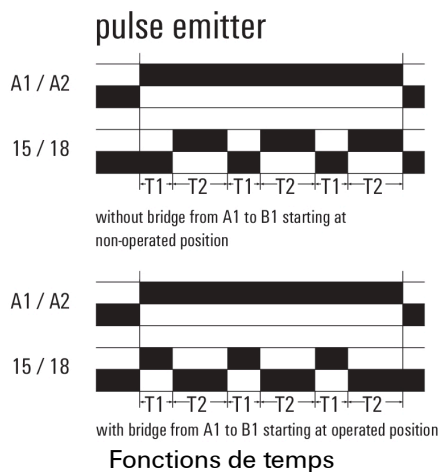 pulse emitter
A1 / A2
15 / 18
T1 T2 T1 T2 T1 T2
without bridge from A1 to B1 starting at
non-operated position
A1 / A2
15 / 18
T1 T2 T1 T2 T1 T2
with bridge from A1 to B1 starting at operated position
Fonctions de temps